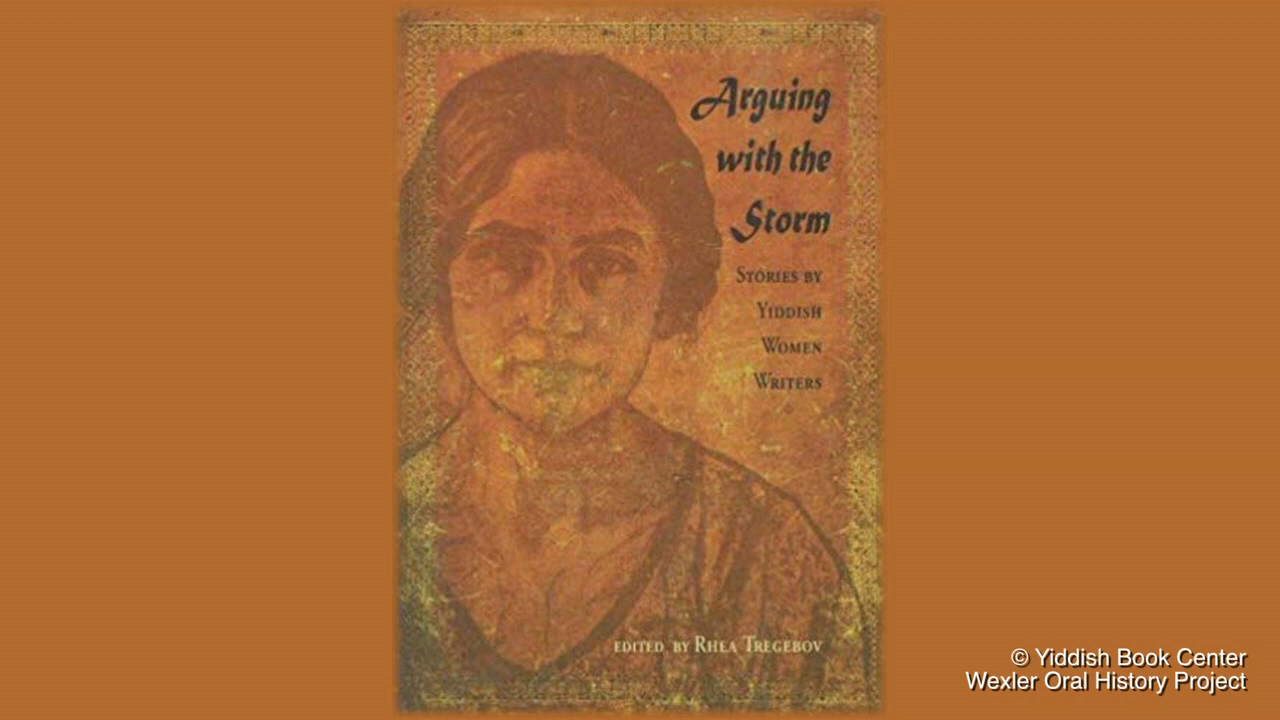 Arguing
with the
Storm
Stories by
Yiddish
Women
Writers
edited by Rhea Tregebov
© Yiddish Book Center
Wexler Oral History Project